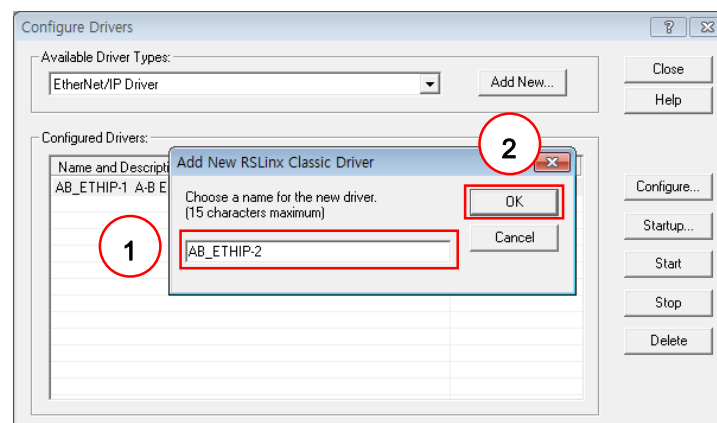 Configure Drivers
Available Driver Types:
EtherNet/IP Driver
Add New...
Close
Help
Configured Drivers:
Name and Descripti
AB_ETHIP-1 A-B E
Add New RSLinx Classic Driver
Choose a name for the new driver.
(15 characters maximum)
AB_ETHIP-2
OK
Cancel
1
2
Configure...
Startup...
Start
Stop
Delete